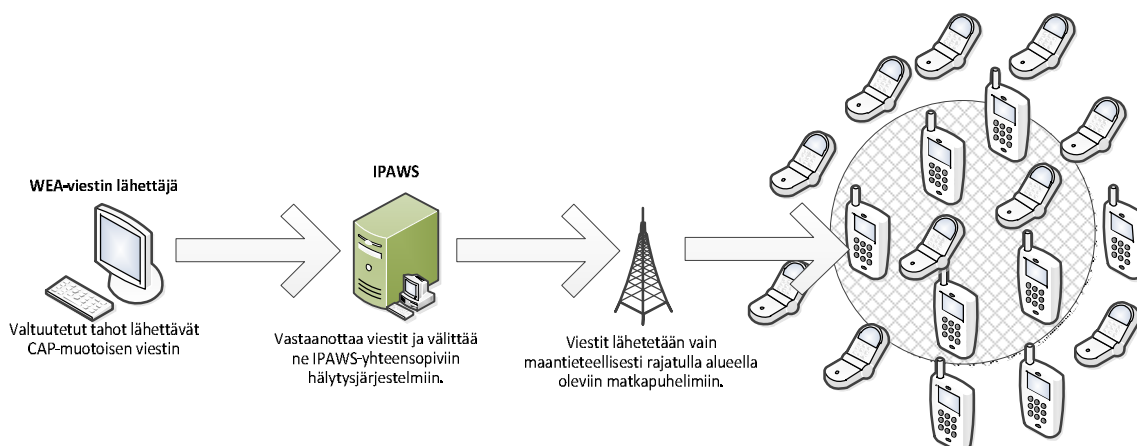 WEA-viestin lähettäjä
Valtuutetut tahot lähettävät
CAP-muotoisen viestin
IPAWS
Vastaanottaa viestit ja välittää
ne IPAWS-yhteensopiviin
hälytysjärjestelmiin.
Viestit lähetetään vain
maantieteellisesti rajatulla alueella
oleviin matkapuhelimiin.